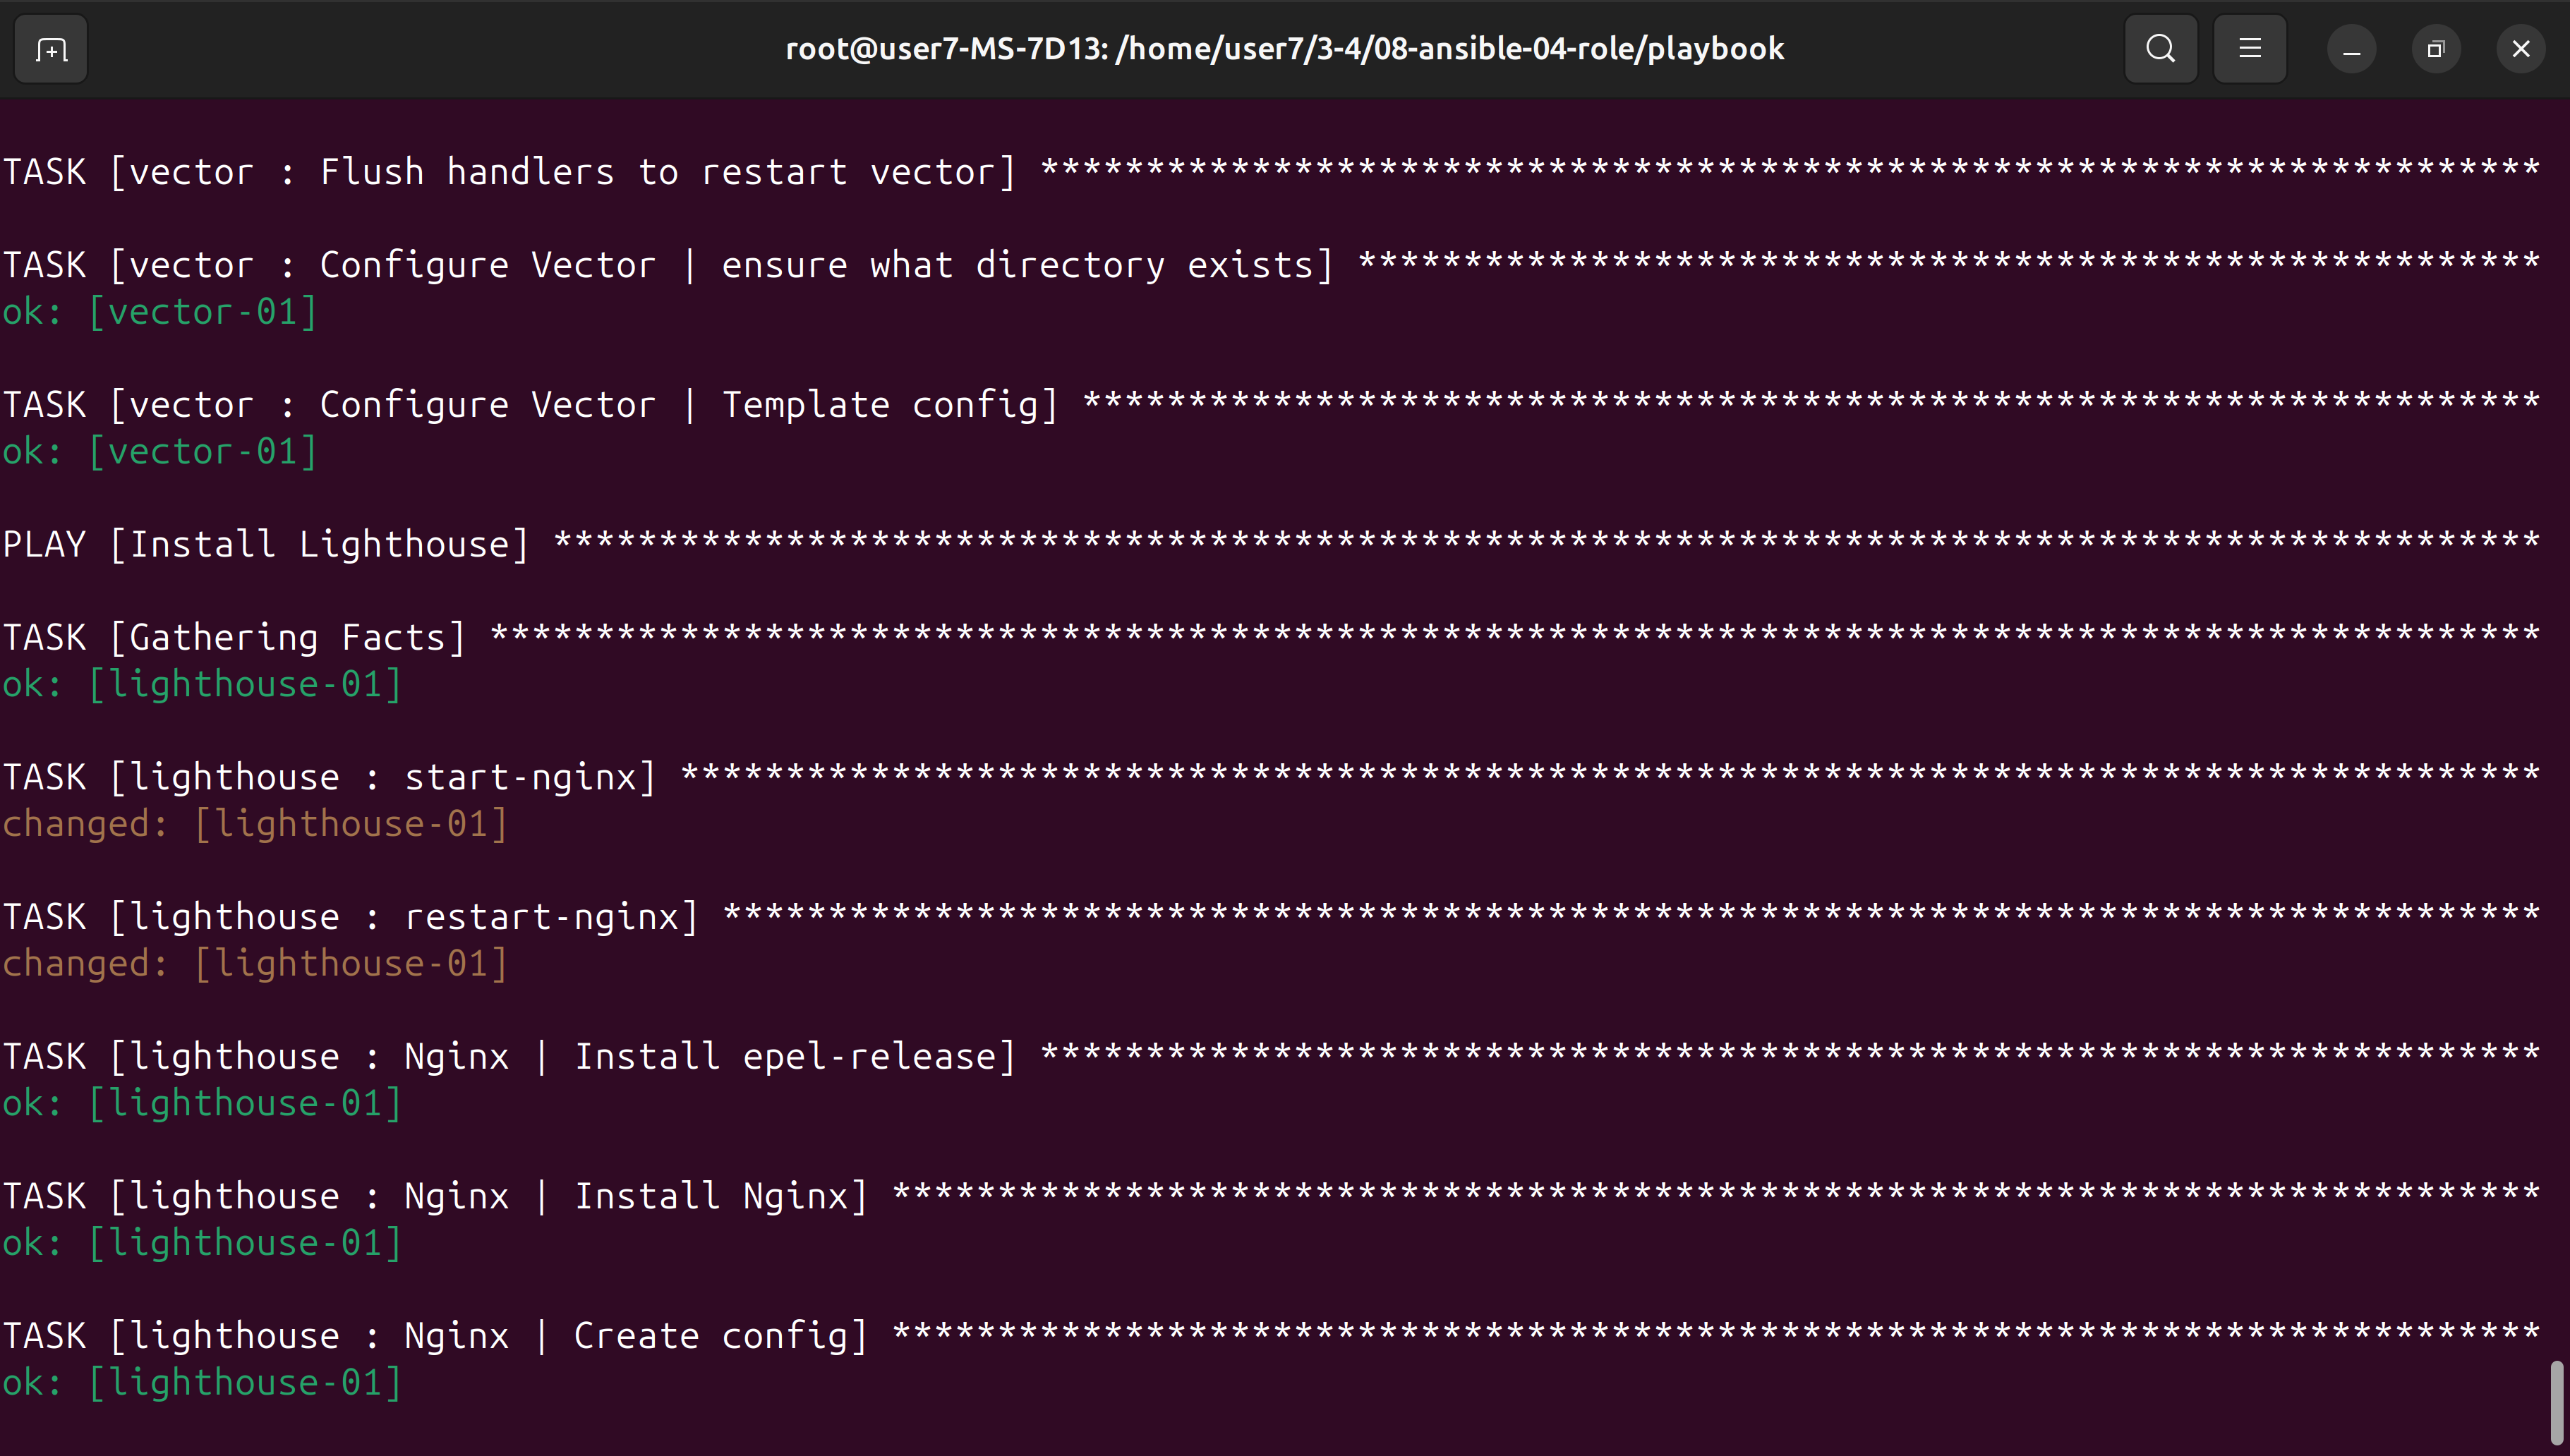 root@user7-MS-7D13: /home/user7/3-4/08-ansible-04-role/playbook
TASK [vector : Flush handlers to restart vector] ***********************************************************************
TASK [vector : Configure Vector | ensure what directory exists] ********************************************************
ok: [vector-01]
TASK [vector : Configure Vector | Template config] *********************************************************************
ok: [vector-01]
PLAY [Install Lighthouse] **********************************************************************************************
TASK [Gathering Facts] *************************************************************************************************
ok: [lighthouse-01]
TASK [lighthouse : start-nginx] ****************************************************************************************
changed: [lighthouse-01]
TASK [lighthouse : restart-nginx] **************************************************************************************
changed: [lighthouse-01]
TASK [lighthouse : Nginx | Install epel-release] ***********************************************************************
ok: [lighthouse-01]
TASK [lighthouse : Nginx | Install Nginx] ******************************************************************************
ok: [lighthouse-01]
TASK [lighthouse : Nginx | Create config] ******************************************************************************
ok: [lighthouse-01]